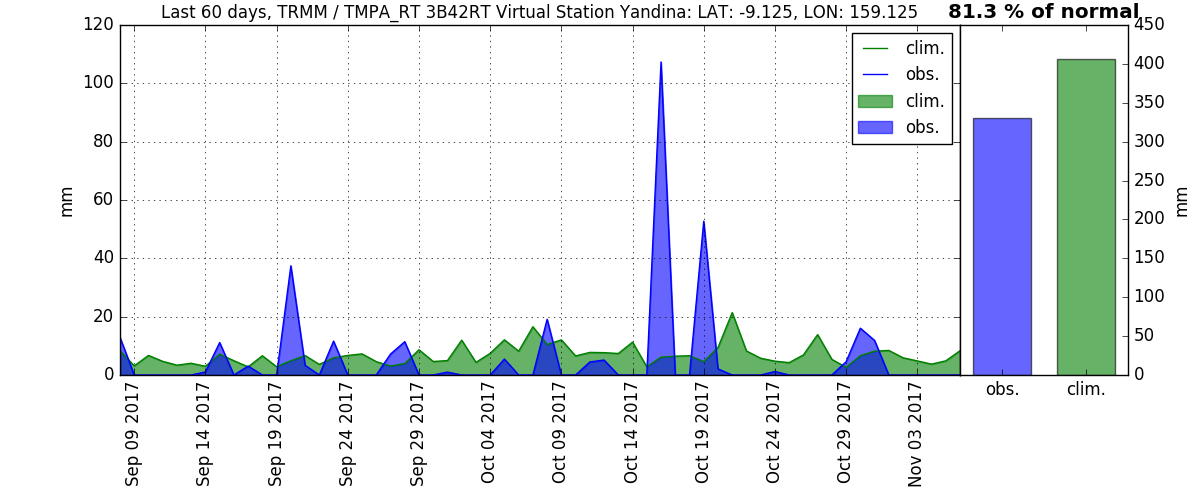 Last 60 days, TRMM / TMPA_RT 3B42RT Virtual Station Yandina: LAT: -9.125, LON: 159.125
81.3 % of normal
120
100
80
60
40
20
0
mm
clim.
obs.
clim.
obs.
Sep 09 2017
Sep 14 2017
Sep 19 2017
Sep 24 2017
Sep 29 2017
Oct 04 2017
Oct 09 2017
Oct 14 2017
Oct 19 2017
Oct 24 2017
Oct 29 2017
Nov 03 2017
450
400
350
300
250
200
150
100
50
0
mm
obs.
clim.